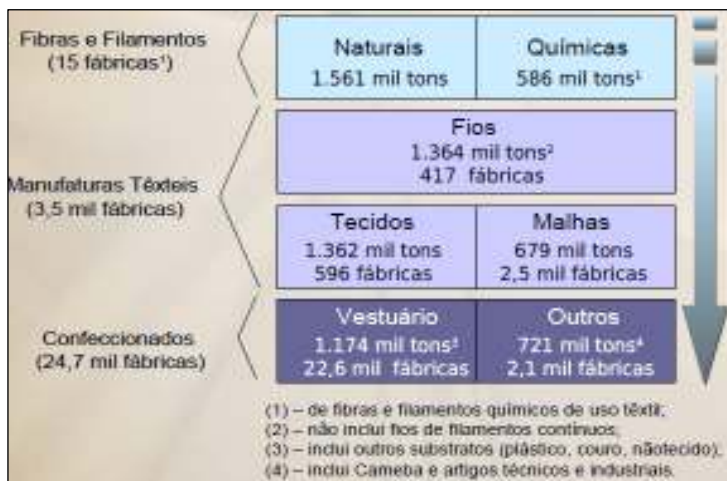 Fibras e Filamentos
(15 fábricas¹)
Naturais
1.561 mil tons
Químicas
586 mil tons¹
Manufaturas Têxteis
(3,5 mil fábricas)
Fios
1.364 mil tons²
417 fábricas
Tecidos
1.362 mil tons
596 fábricas
Malhas
679 mil tons
2,5 mil fábricas
Confeccionados
(24,7 mil fábricas)
Vestuário
1.174 mil tons³
22,6 mil fábricas
Outros
721 mil tons⁴
2,1 mil fábricas
(1) – de fibras e filamentos químicos de uso têxtil;
(2) – não inclui fios de filamentos contínuos;
(3) – inclui outros substratos (plástico, couro, nãotecido);
(4) – inclui Cameba e artigos técnicos e industriais.